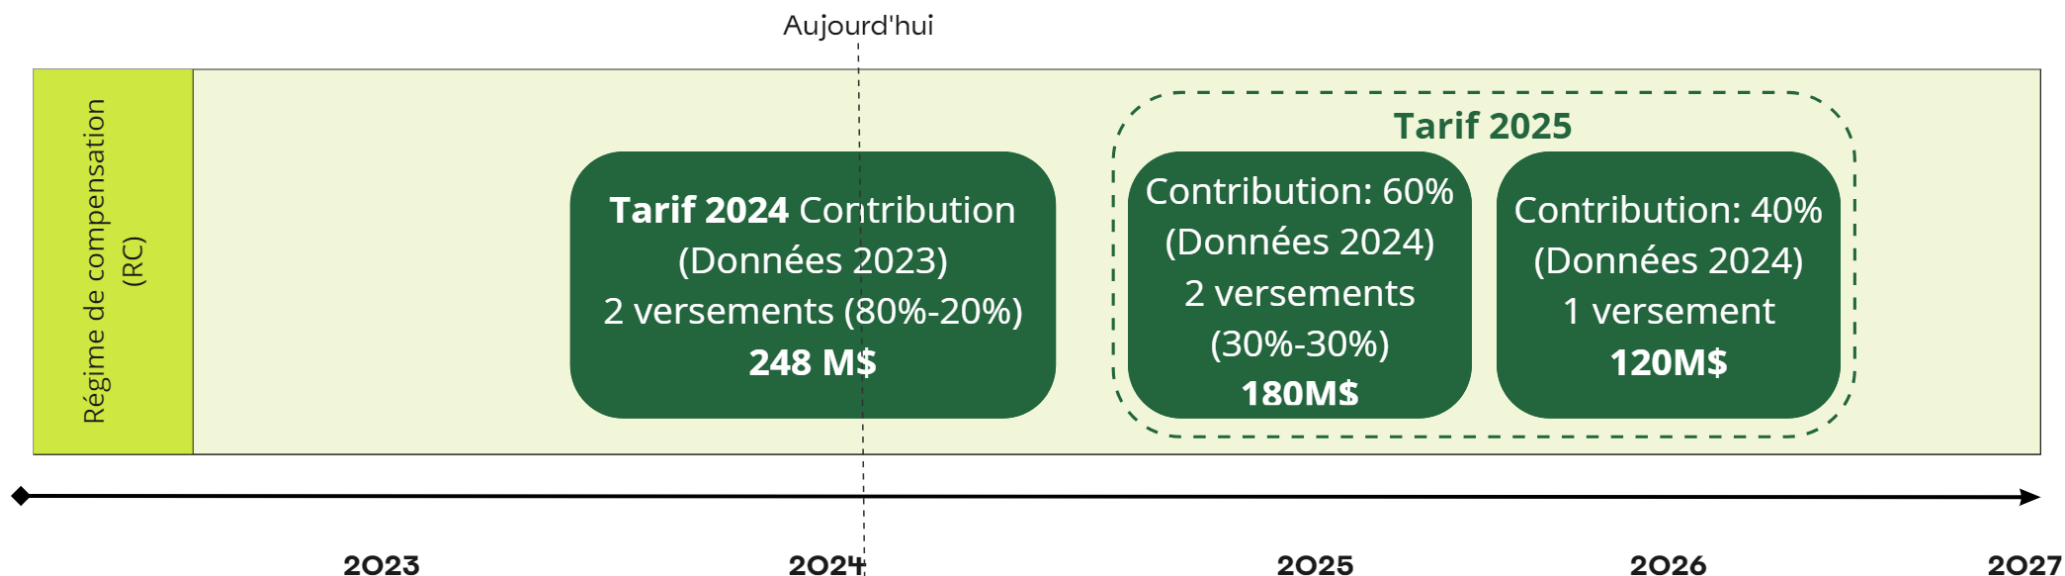 Aujourd'hui
Régime de compensation
(RC)
Tarif 2024 Contribution
(Données 2023)
2 versements (80%-20%)
248 M$
Tarif 2025
Contribution: 60%
(Données 2024)
2 versements
(30%-30%)
180M$
Contribution: 40%
(Données 2024)
1 versement
120M$
2023
2024
2025
2026
2027